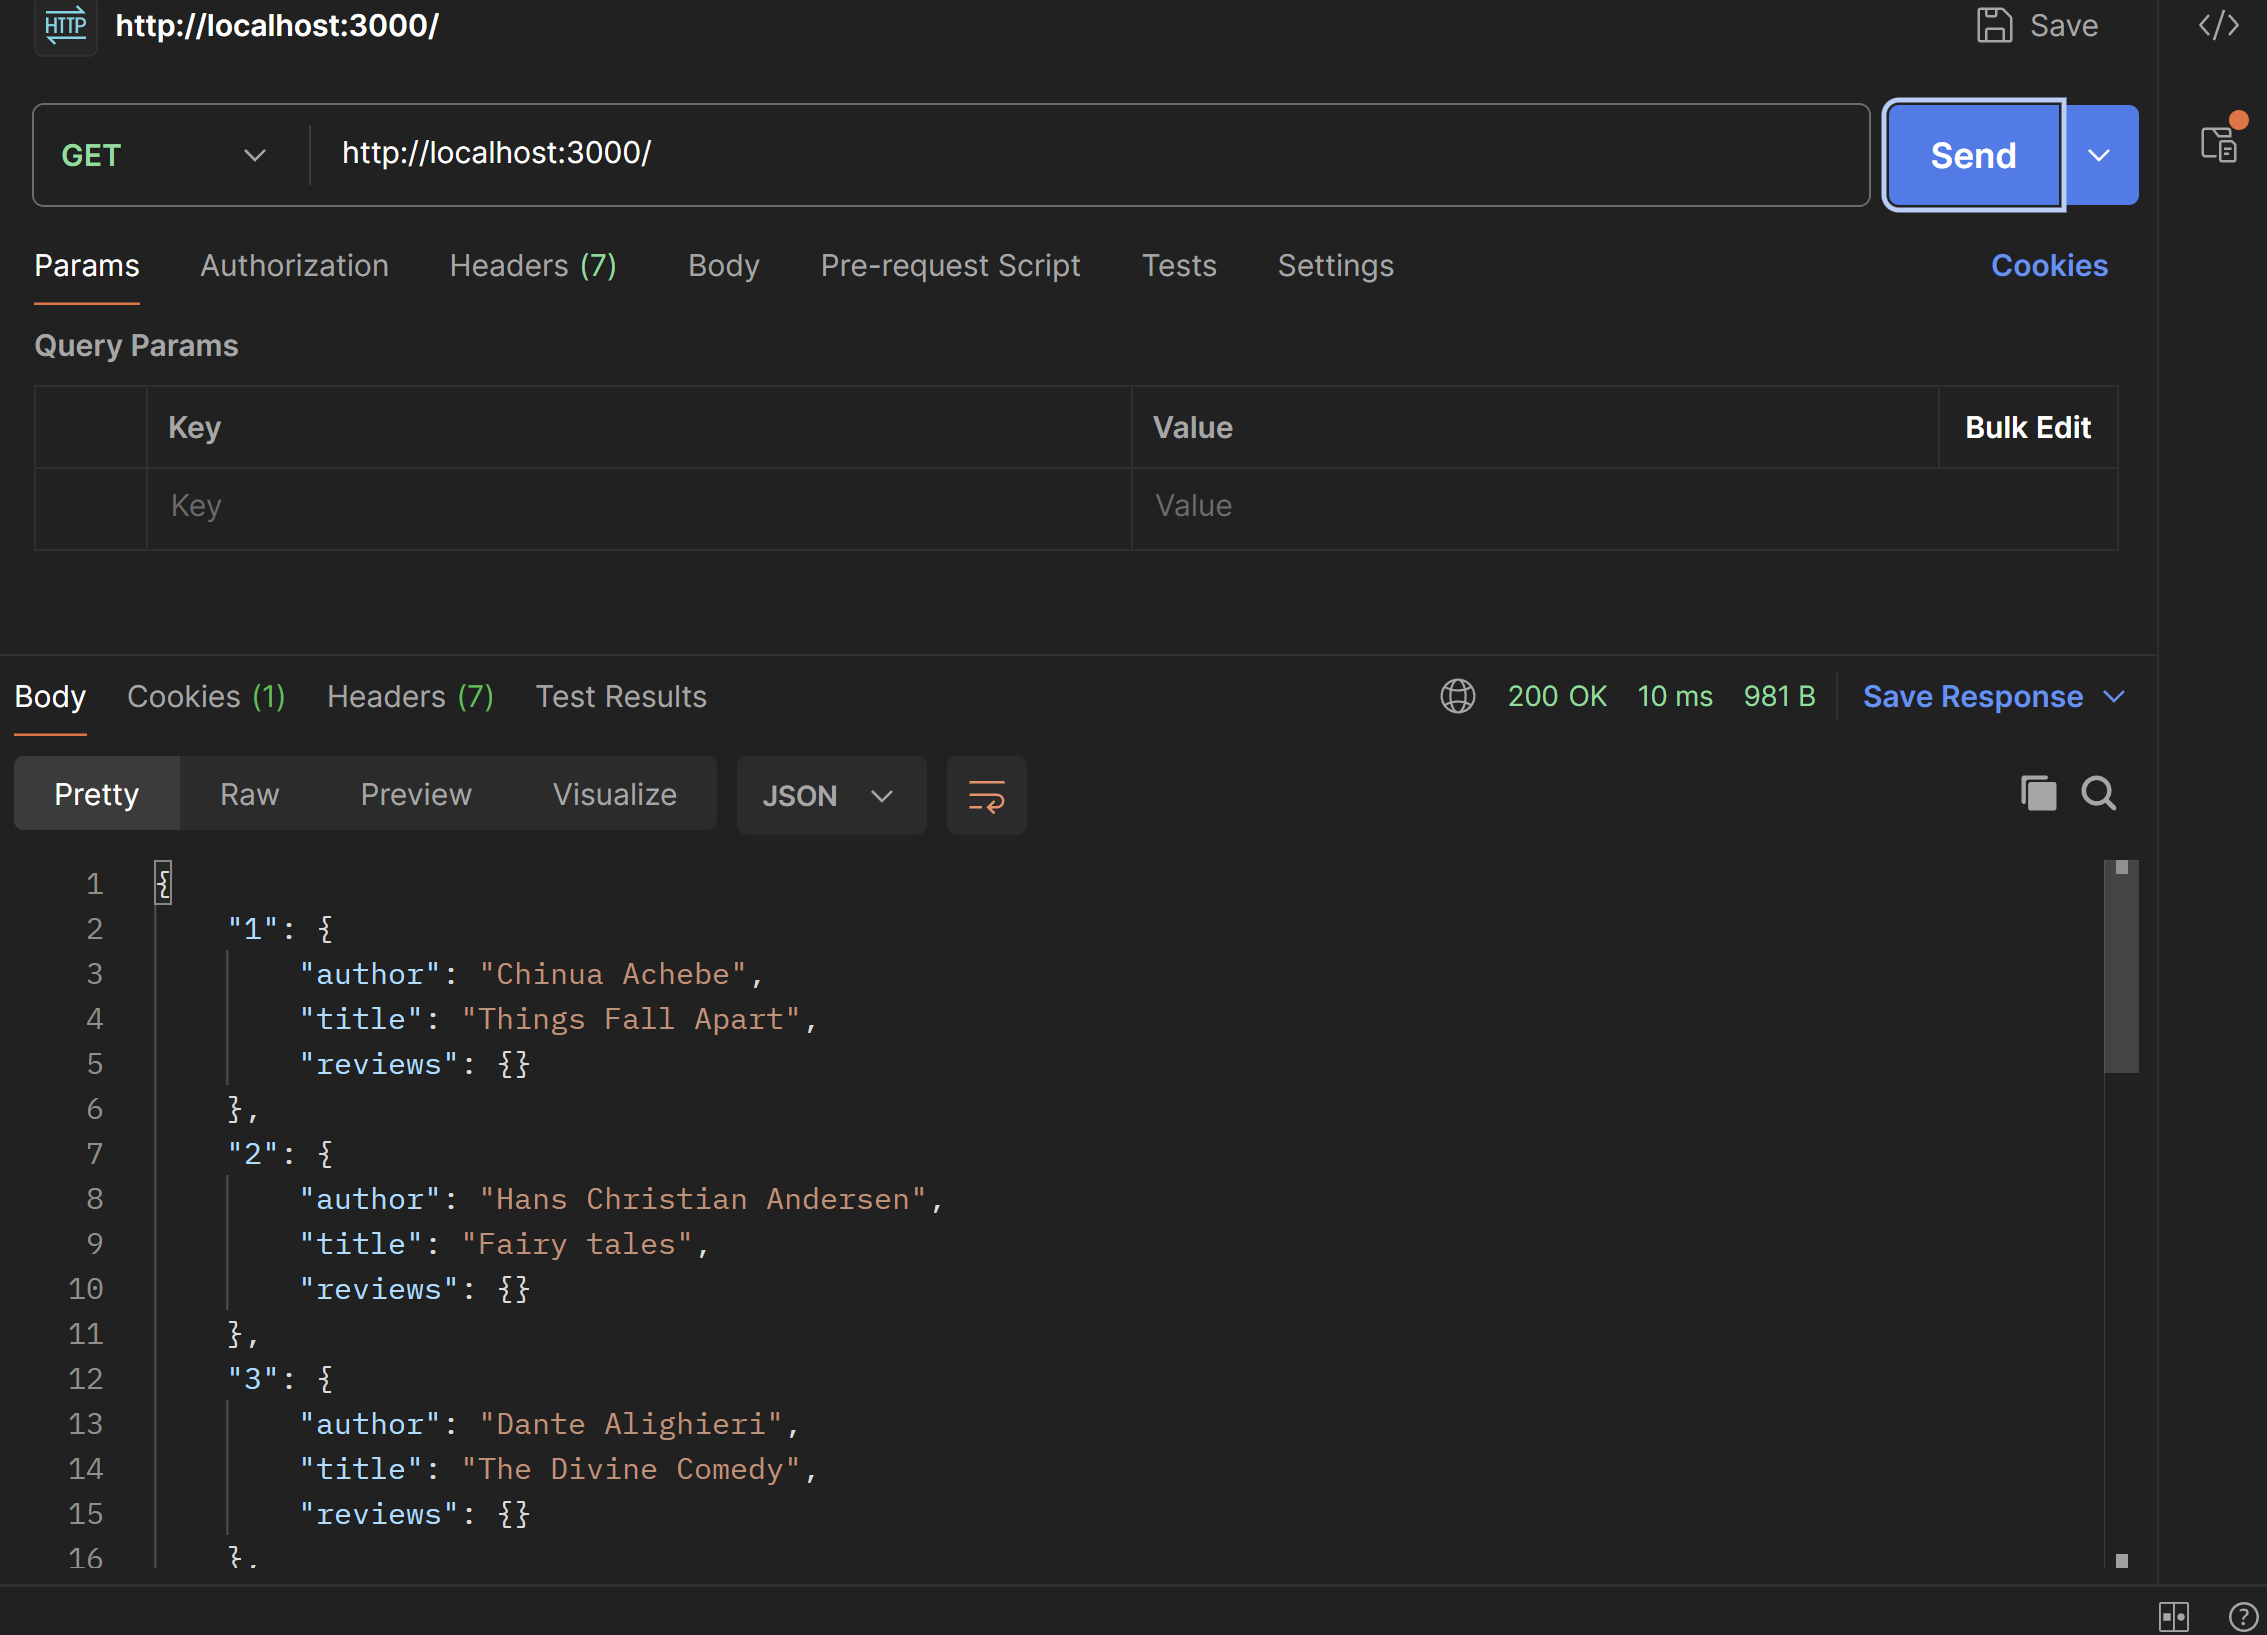 HTTP http://localhost:3000/ Save
GET http://localhost:3000/ Send
Params Authorization Headers (7) Body Pre-request Script Tests Settings Cookies
Query Params
Key Value Bulk Edit
Key Value
Body Cookies (1) Headers (7) Test Results 200 OK 10 ms 981 B Save Response
Pretty Raw Preview Visualize JSON
1 {
2 "1": {
3 "author": "Chinua Achebe",
4 "title": "Things Fall Apart",
5 "reviews": {}
6 },
7 "2": {
8 "author": "Hans Christian Andersen",
9 "title": "Fairy tales",
10 "reviews": {}
11 },
12 "3": {
13 "author": "Dante Alighieri",
14 "title": "The Divine Comedy",
15 "reviews": {}
16 },